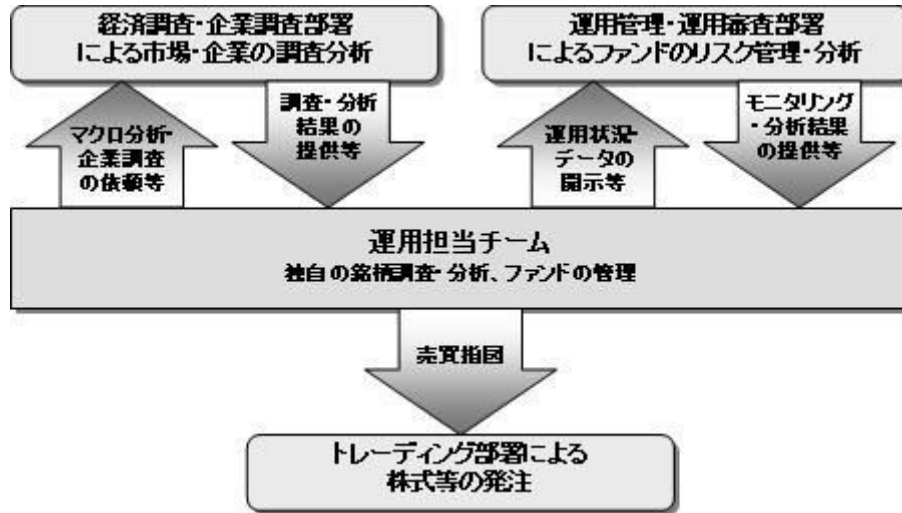 経済調査・企業調査部署
による市場・企業の調査分析
運用管理・運用審査部署
によるファンドのリスク管理・分析
マクロ分析・
企業調査
の依頼等
調査・分析
結果の
提供等
運用状況・
データの
開示等
モニタリング
・分析結果
の提供等
運用担当チーム
独自の銘柄調査・分析、ファンドの管理
売買指図
トレーディング部署による
株式等の発注